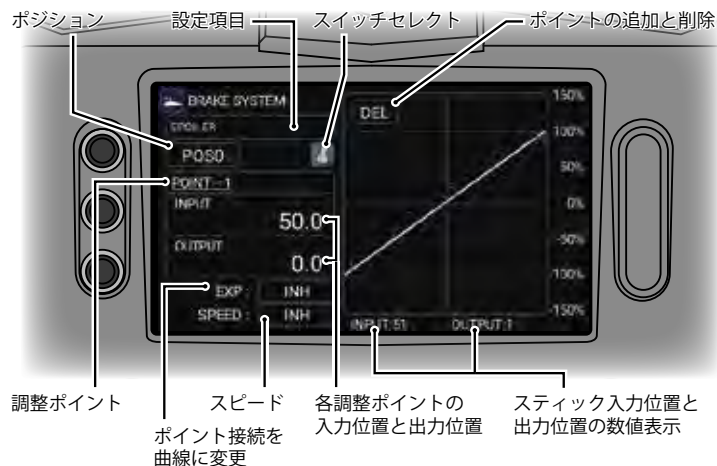 ポジション
設定項目
スイッチセレクト
ポイントの追加と削除
BRAKE SYSTEM
SPOILER
POS0
POINT:-1
INPUT
50.0
OUTPUT
0.0
EXP : INH
SPEED : INH
DEL
150%
100%
50%
0%
-50%
-100%
-150%
INPUT:51 OUTPUT:1
調整ポイント
スピード
各調整ポイントの
入力位置と出力位置
スティック入力位置と
出力位置の数値表示
ポイント接続を
曲線に変更